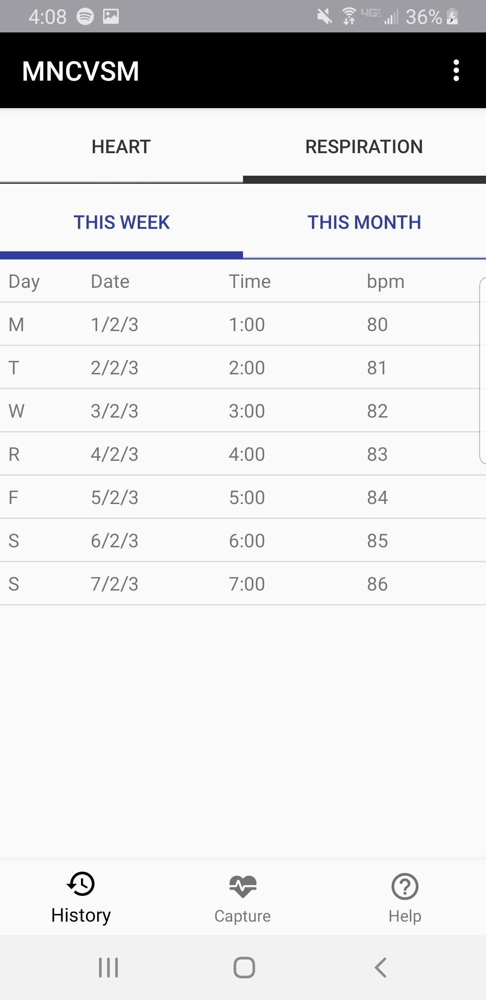 4:08 4G LTE 36%
MNCVSM
HEART RESPIRATION
THIS WEEK THIS MONTH
Day Date Time bpm
M 1/2/3 1:00 80
T 2/2/3 2:00 81
W 3/2/3 3:00 82
R 4/2/3 4:00 83
F 5/2/3 5:00 84
S 6/2/3 6:00 85
S 7/2/3 7:00 86
History Capture Help